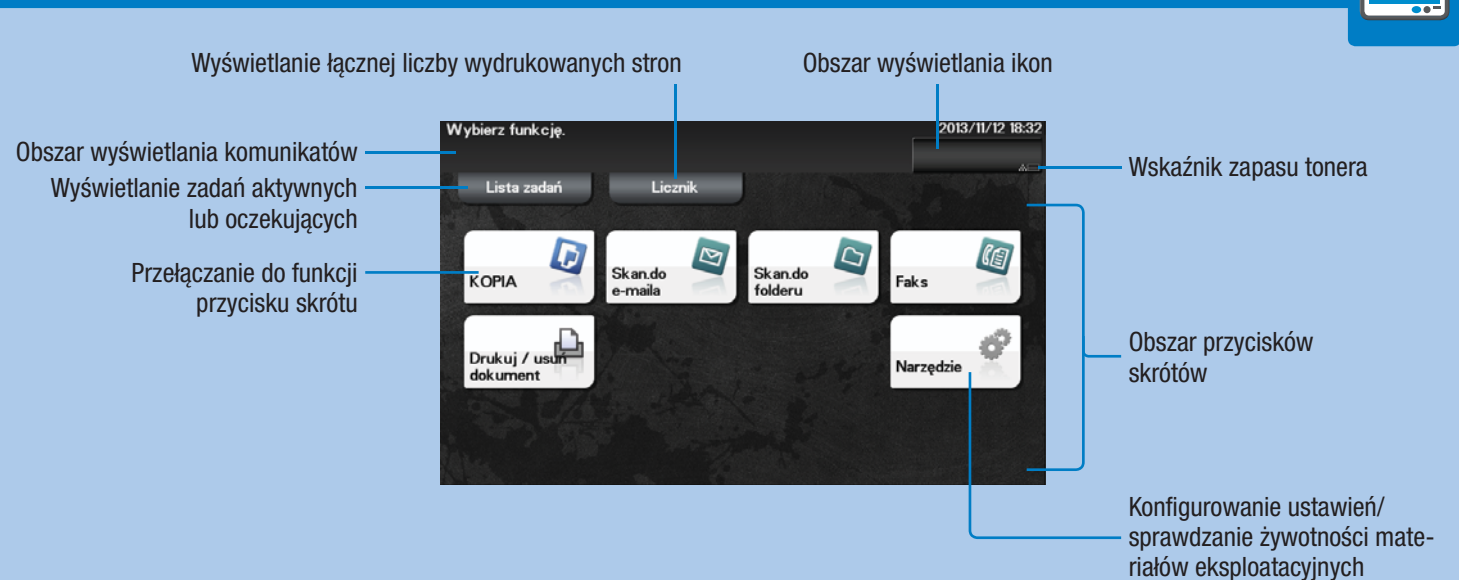 Wyświetlanie łącznej liczby wydrukowanych stron
Obszar wyświetlania ikon
Wybierz funkcję.
2013/11/12 18:32
Obszar wyświetlania komunikatów
Wskaźnik zapasu tonera
Wyświetlanie zadań aktywnych
lub oczekujących
Lista zadań
Licznik
Przełączanie do funkcji
przycisku skrótu
KOPIA
Skan.do
e-maila
Skan.do
folderu
Faks
Drukuj / usuń
dokument
Narzędzie
Obszar przycisków
skrótów
Konfigurowanie ustawień/
sprawdzanie żywotności mate-
riałów eksploatacyjnych